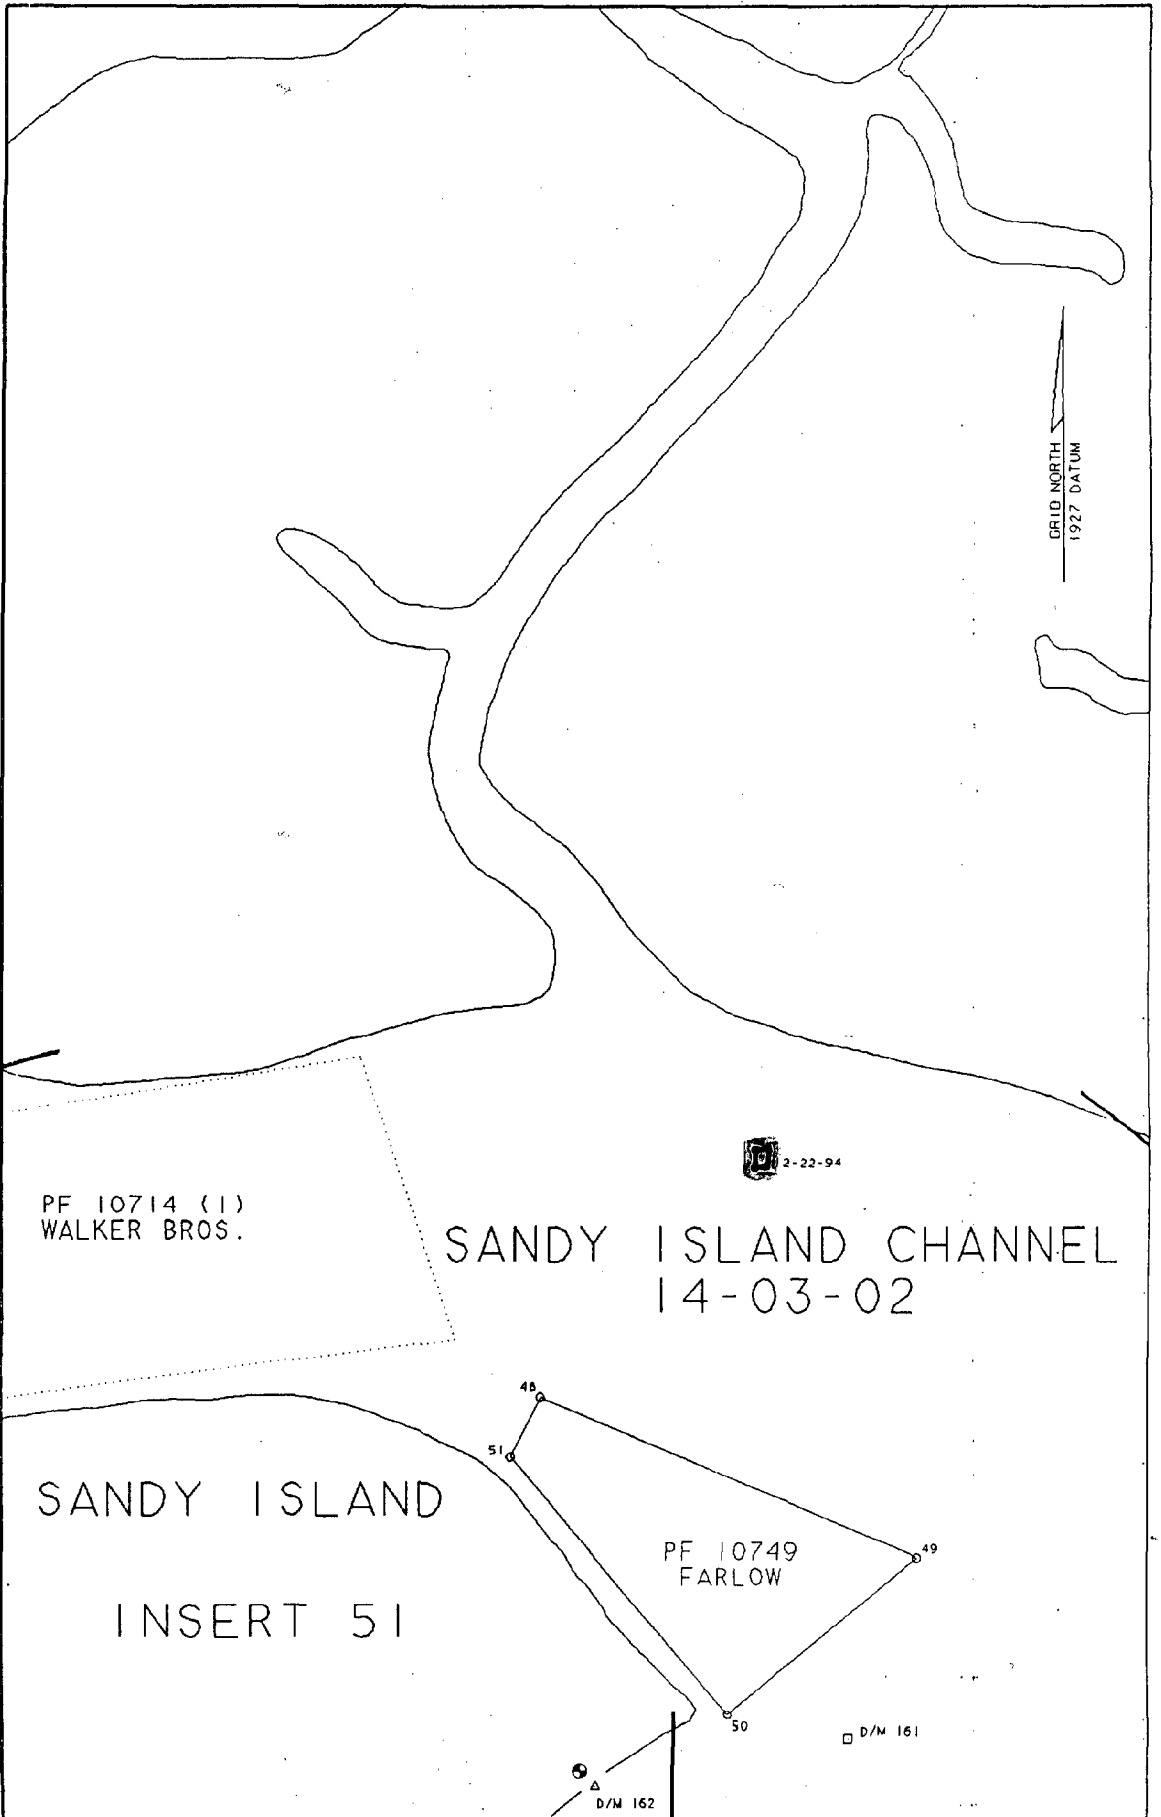 GRID NORTH
1927 DATUM
2-22-94
PF 10714 (1)
WALKER BROS.
SANDY ISLAND CHANNEL
14-03-02
48
51
SANDY ISLAND
PF 10749
FARLOW
49
INSERT 51
50
D/M 161
D/M 162